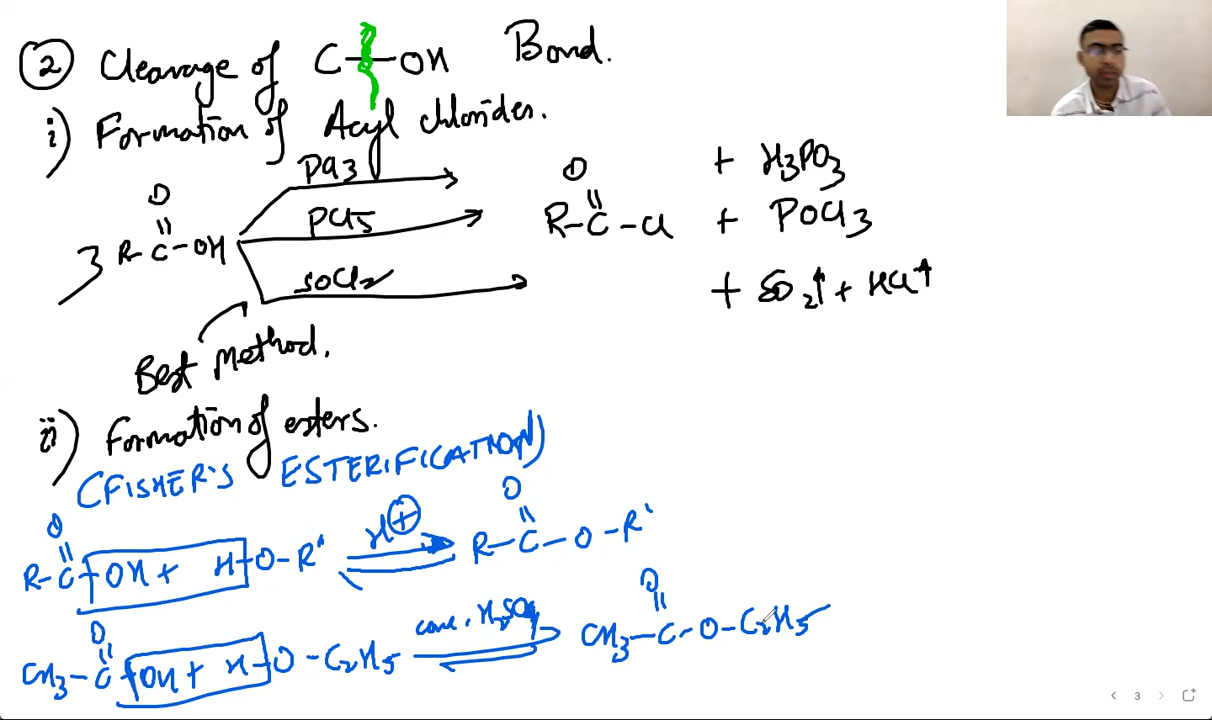 ② Cleavage of C–OH Bond.
i) Formation of Acyl chlorides.
PCl3
O O + H3PO3
3 R–C–OH PCl5 R–C–Cl + POCl3
SOCl2 + SO2↑ + HCl↑
Best Method.
ii) Formation of esters.
(FISHER'S ESTERIFICATION)
O H⊕ O
R–C–OH + H–O–R' ⇌ R–C–O–R'
O conc. H2SO4 O
CH3–C–OH + H–O–C2H5 ⇌ CH3–C–O–C2H5
3